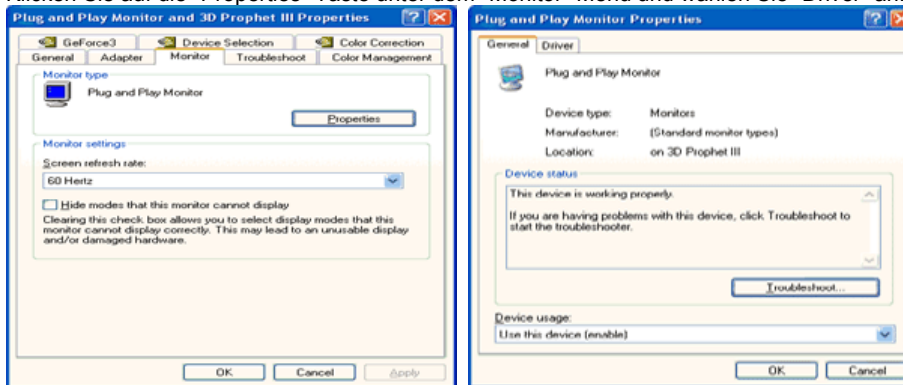 Klicken Sie auf die "Properties" Taste unter dem "Monitor" Menü und wählen Sie "Driver"
Plug and Play Monitor and 3D Prophet III Properties
GeForce3 Device Selection Color Correction
General Adapter Monitor Troubleshoot Color Management
Monitor type
Plug and Play Monitor
Properties
Monitor settings
Screen refresh rate:
60 Hertz
Hide modes that this monitor cannot display
Clearing this check box allows you to select display modes that this
monitor cannot display correctly. This may lead to an unusable display
and/or damaged hardware.
OK Cancel Apply
Plug and Play Monitor Properties
General Driver
Plug and Play Monitor
Device type: Monitors
Manufacturer: (Standard monitor types)
Location: on 3D Prophet III
Device status
This device is working properly.
If you are having problems with this device, click Troubleshoot to
start the troubleshooter.
Troubleshoot...
Device usage:
Use this device (enable)
OK Cancel